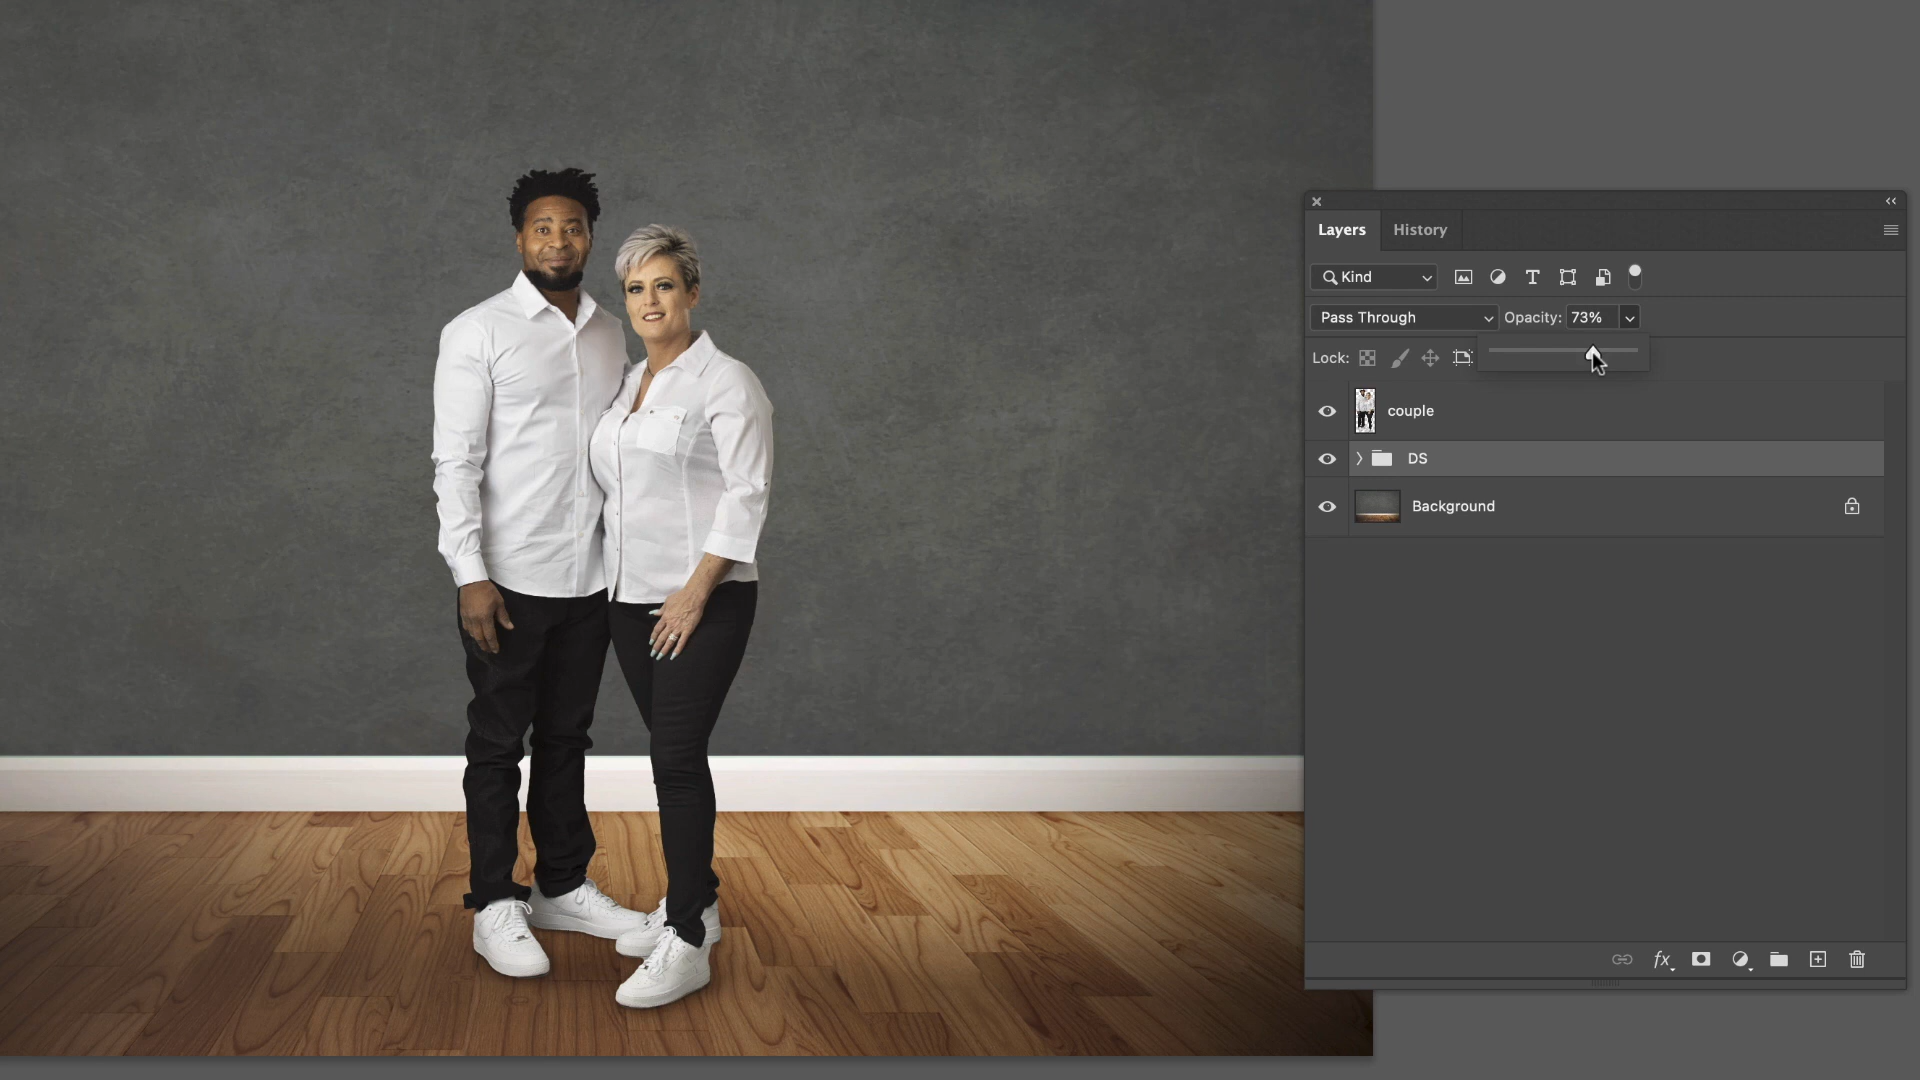 Layers History
Kind
Pass Through Opacity: 73%
Lock:
couple
DS
Background
fx